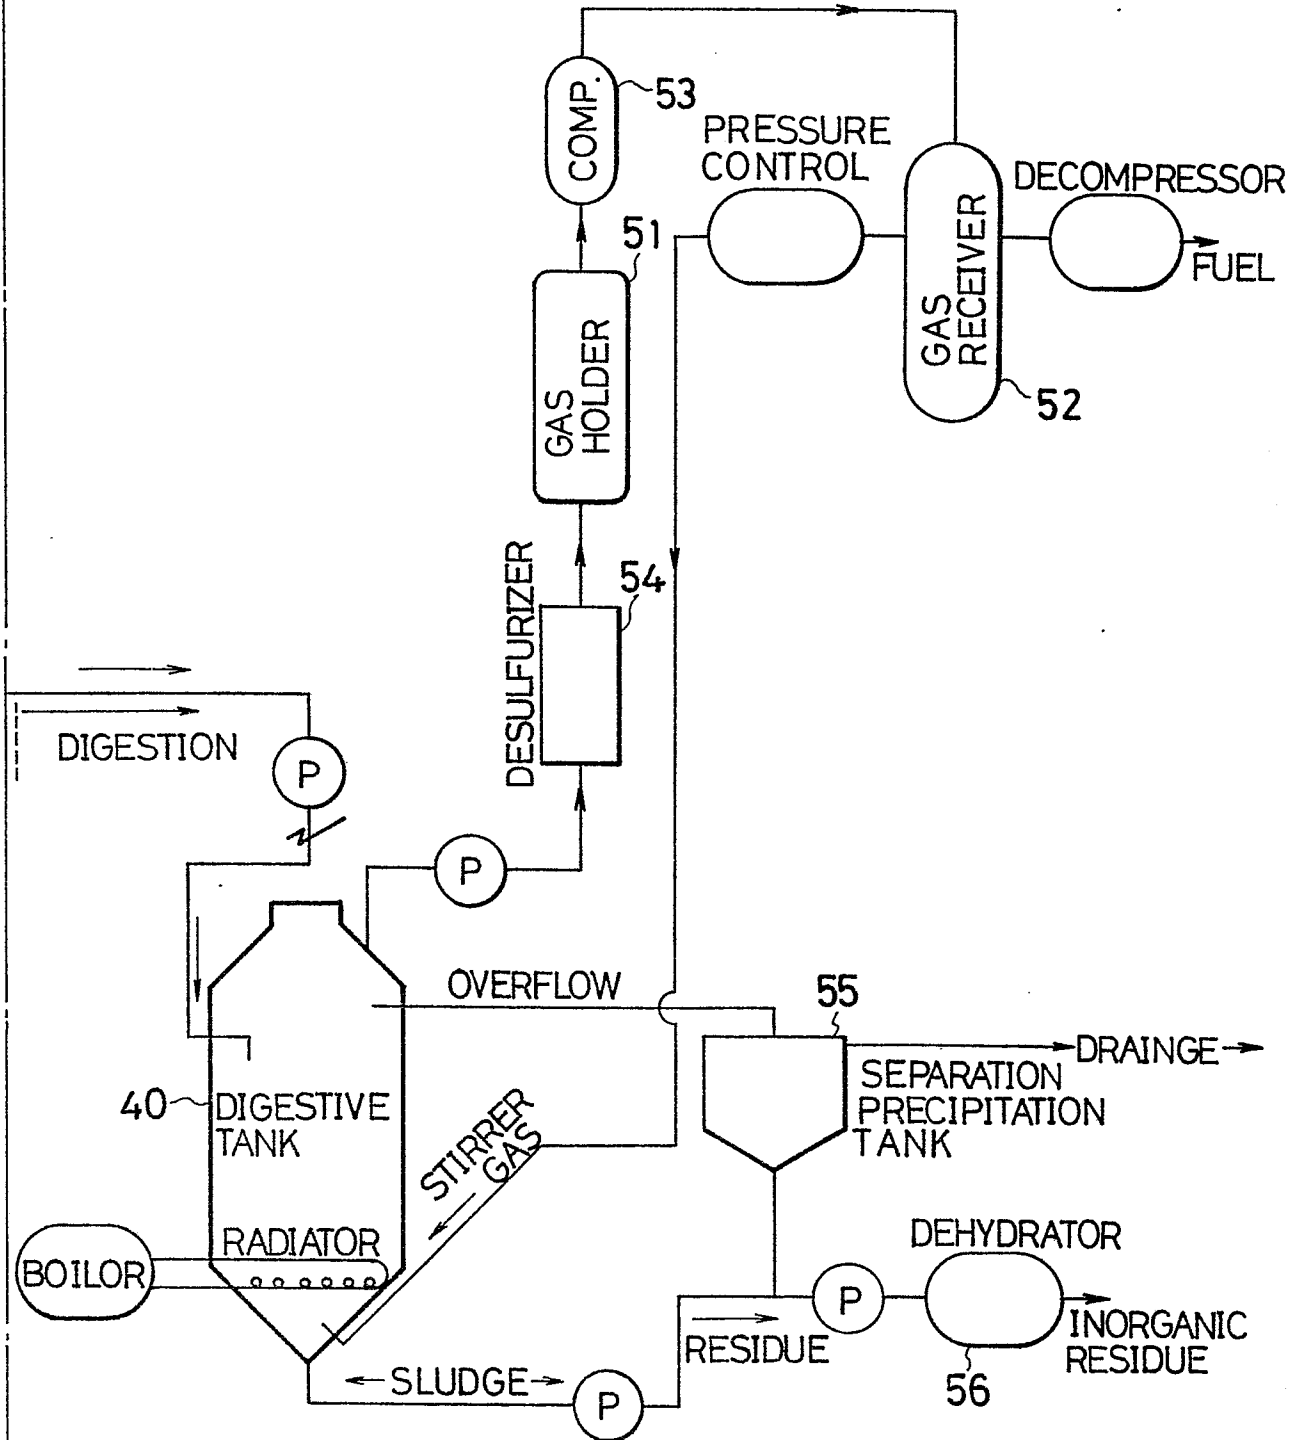 COMP.
53
PRESSURE
CONTROL
DECOMPRESSOR
FUEL
GAS
RECEIVER
52
51
GAS
HOLDER
54
DESULFURIZER
DIGESTION
P
P
OVERFLOW
55
DRAINGE
SEPARATION
PRECIPITATION
TANK
40
DIGESTIVE
TANK
STIRRER
GAS
RADIATOR
BOILOR
DEHYDRATOR
P
INORGANIC
RESIDUE
56
RESIDUE
SLUDGE
P